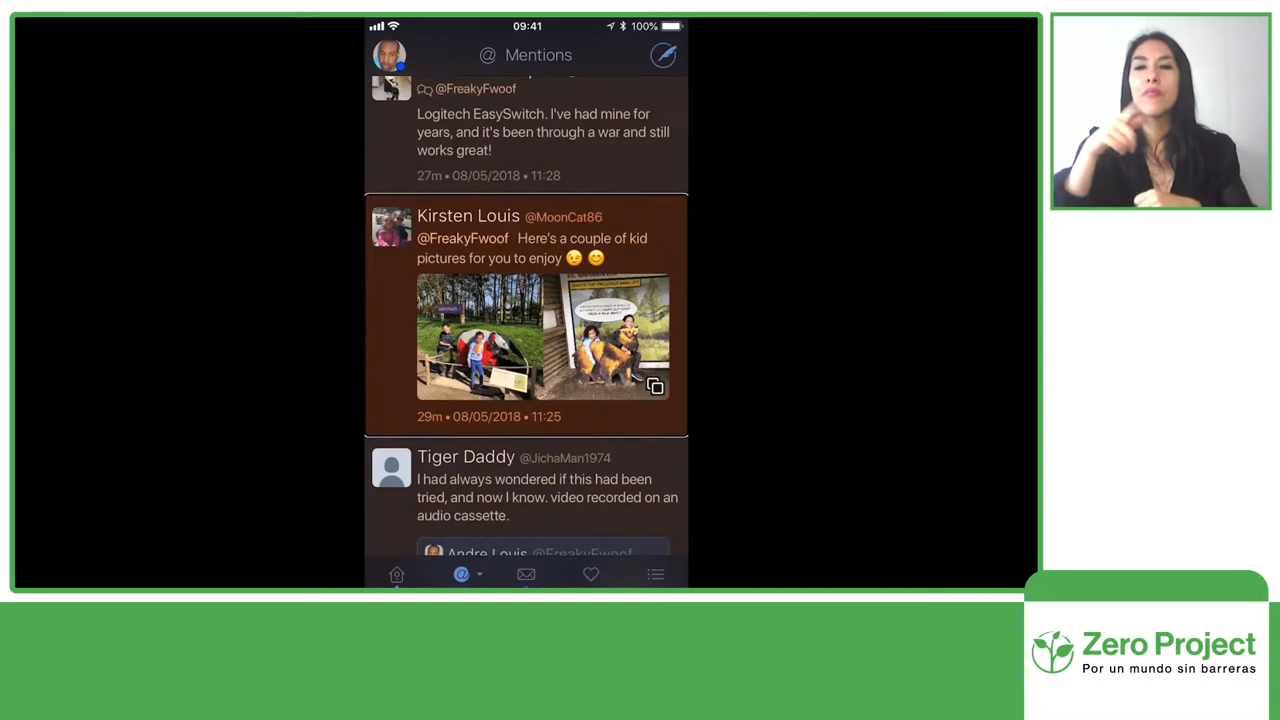 09:41
100%
@ Mentions
@FreakyFwoof
Logitech EasySwitch. I've had mine for
years, and it's been through a war and still
works great!
27m • 08/05/2018 • 11:28
Kirsten Louis @MoonCat86
@FreakyFwoof Here's a couple of kid
pictures for you to enjoy 😉 😊
29m • 08/05/2018 • 11:25
Tiger Daddy @JichaMan1974
I had always wondered if this had been
tried, and now I know. video recorded on an
audio cassette.
Andre Louis @FreakyFwoof
@
Zero Project
Por un mundo sin barreras